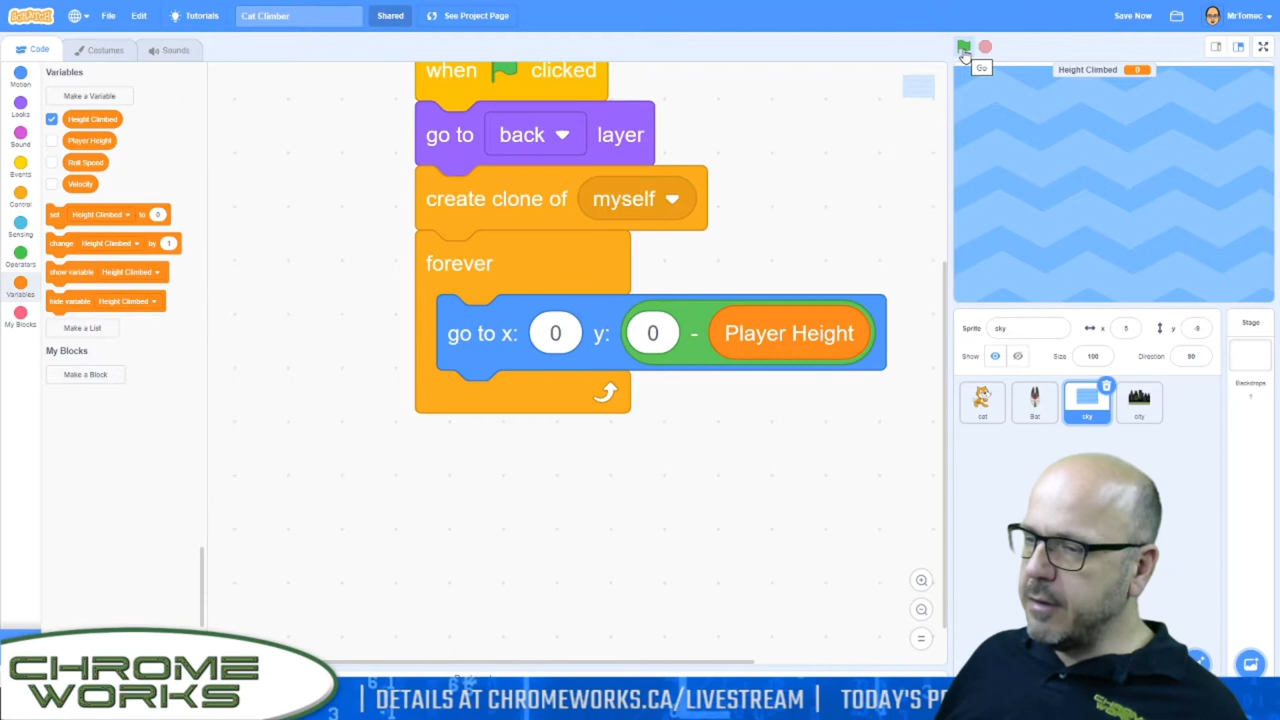 SCRATCH File Edit Tutorials Cat Climber Shared See Project Page Save Now MrTomec
Code Costumes Sounds
Go
Motion
Looks
Sound
Events
Control
Sensing
Operators
Variables
My Blocks
Variables
Make a Variable
Height Climbed
Player Height
Roll Speed
Velocity
set Height Climbed to 0
change Height Climbed by 1
show variable Height Climbed
hide variable Height Climbed
Make a List
My Blocks
Make a Block
when clicked
go to back layer
create clone of myself
forever
go to x: 0 y: 0 - Player Height
Height Climbed 0
Sprite sky x 5 y -9
Show Size 100 Direction 90
cat Bat sky city
Stage
Backdrops
1
CHROME
WORKS
DETAILS AT CHROMEWORKS.CA/LIVESTREAM | TODAY'S